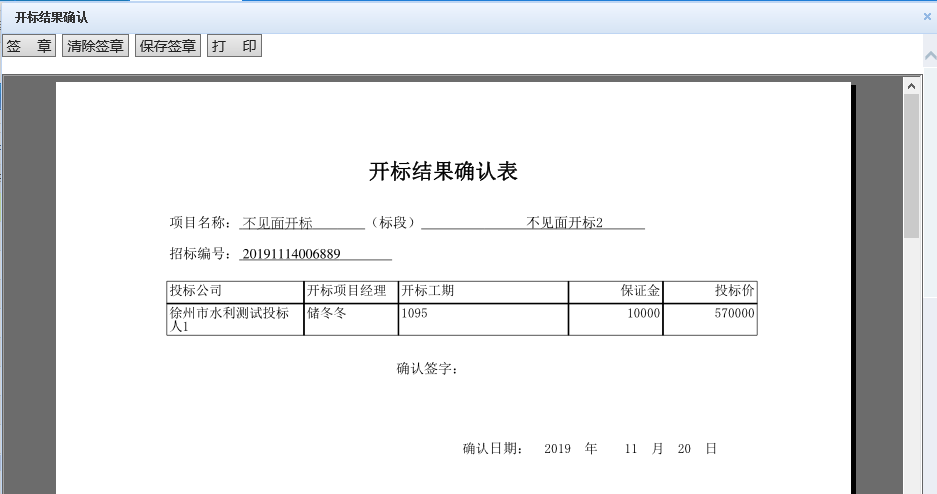 开标结果确认
签 章 清除签章 保存签章 打 印
开标结果确认表
项目名称: 不见面开标 (标段) 不见面开标2
招标编号: 20191114006889
投标公司 开标项目经理 开标工期 保证金 投标价
徐州市水利测试投标人1 储冬冬 1095 10000 570000
确认签字:
确认日期: 2019 年 11 月 20 日